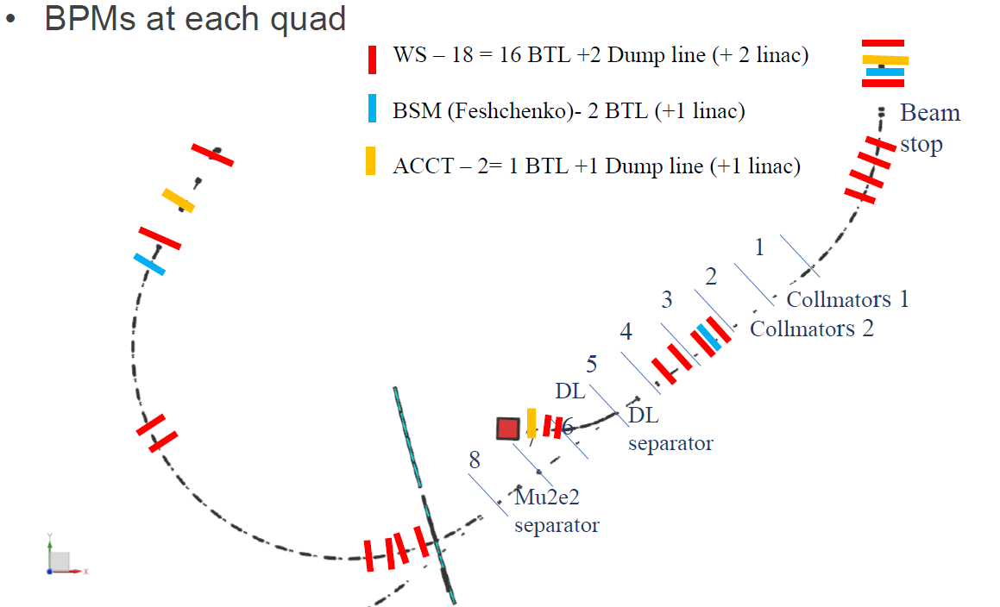 • BPMs at each quad
WS – 18 = 16 BTL +2 Dump line (+ 2 linac)
BSM (Feshchenko)- 2 BTL (+1 linac)
ACCT – 2= 1 BTL +1 Dump line (+1 linac)
Beam
stop
1
2
Collmators 1
3
Collmators 2
4
5
DL
DL
separator
6
7
8
Mu2e2
separator
Y
X